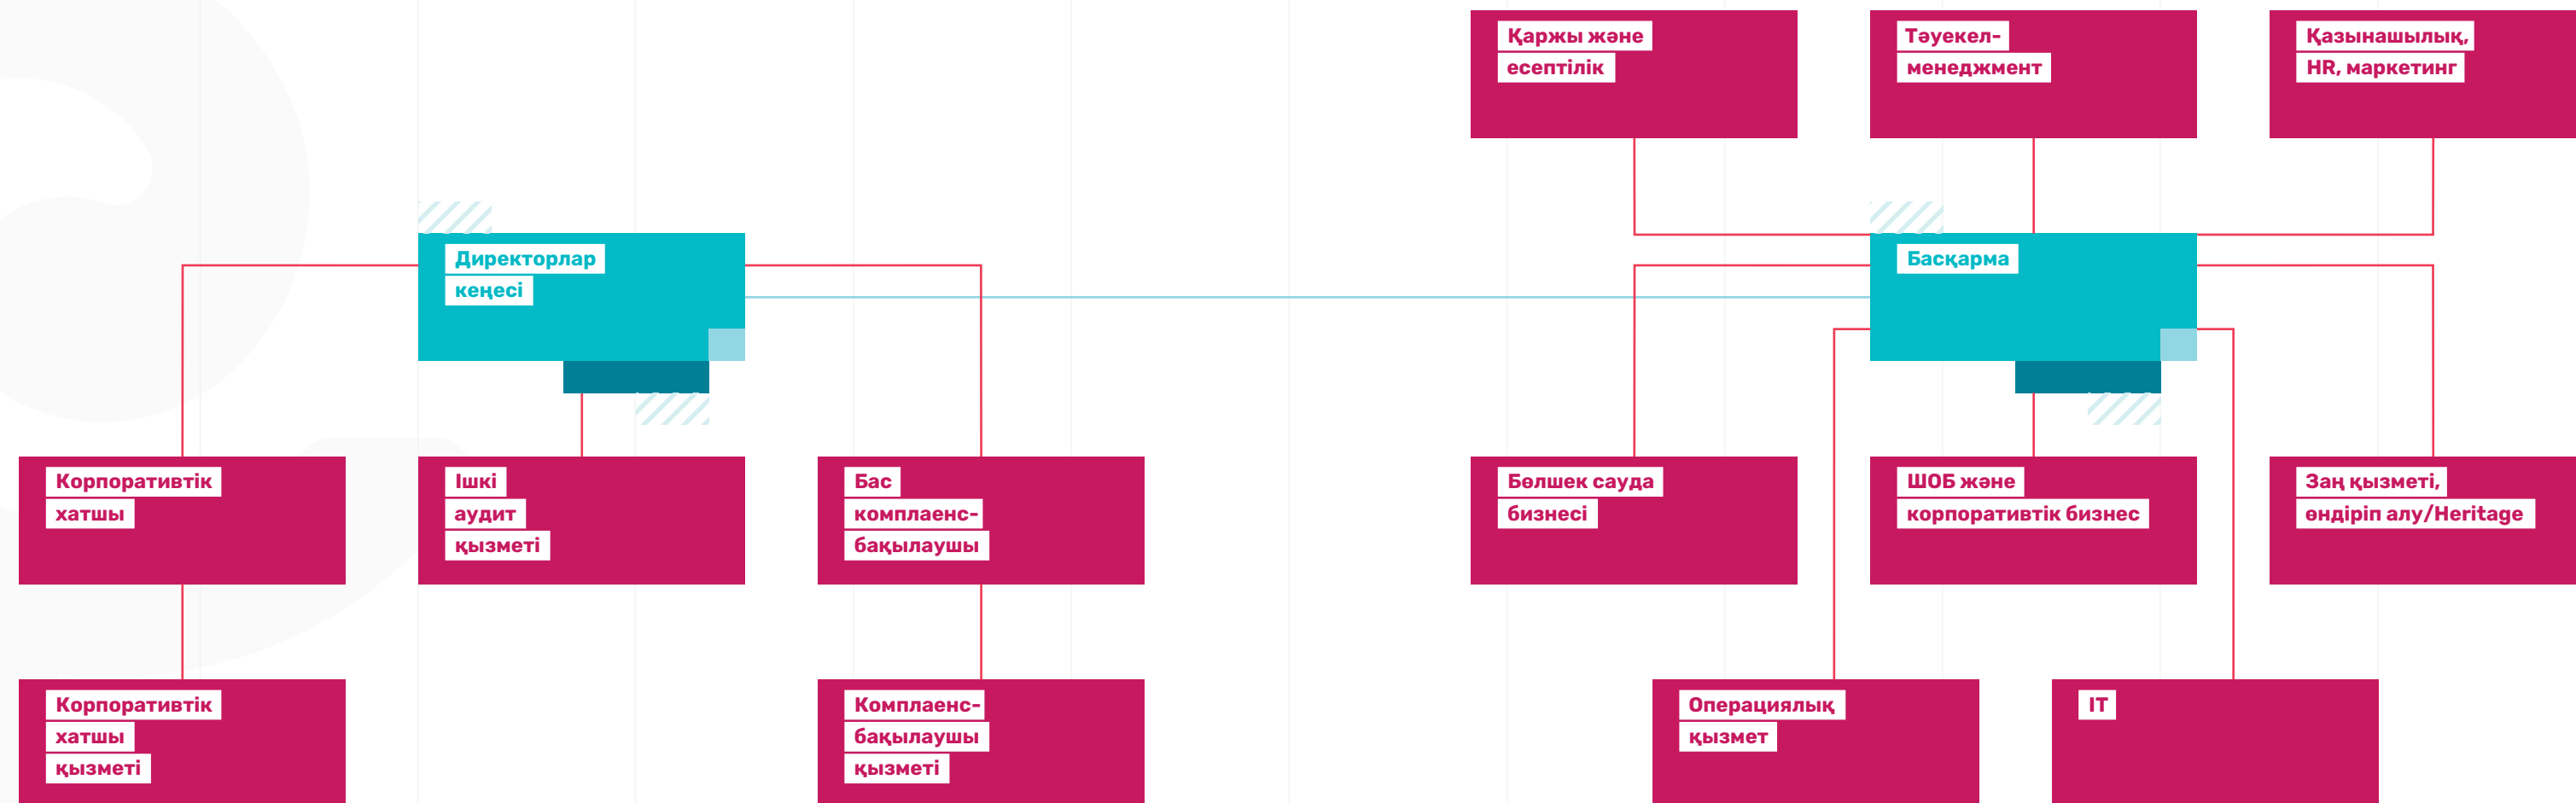 Қаржы және
есептілік
Тәуекел-
менеджмент
Қазынашылық,
HR, маркетинг
Директорлар
кеңесі
Басқарма
Корпоративтік
хатшы
Ішкі
аудит
қызметі
Бас
комплаенс-
бақылаушы
Бөлшек сауда
бизнесі
ШОБ және
корпоративтік бизнес
Заң қызметі,
өндіріп алу/Heritage
Корпоративтік
хатшы
қызметі
Комплаенс-
бақылаушы
қызметі
Операциялық
қызмет
IT